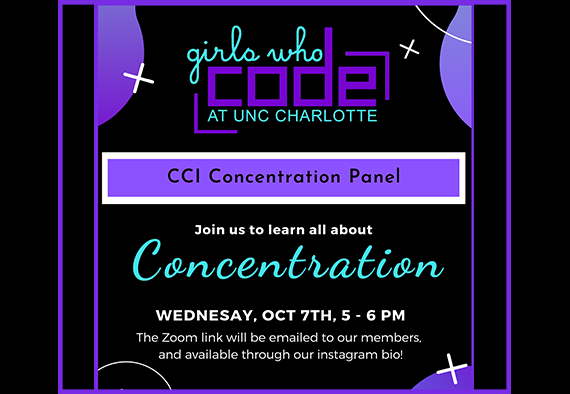 girls who
code
AT UNC CHARLOTTE
CCI Concentration Panel
Join us to learn all about
Concentration
WEDNESAY, OCT 7TH, 5 - 6 PM
The Zoom link will be emailed to our members,
and available through our instagram bio!